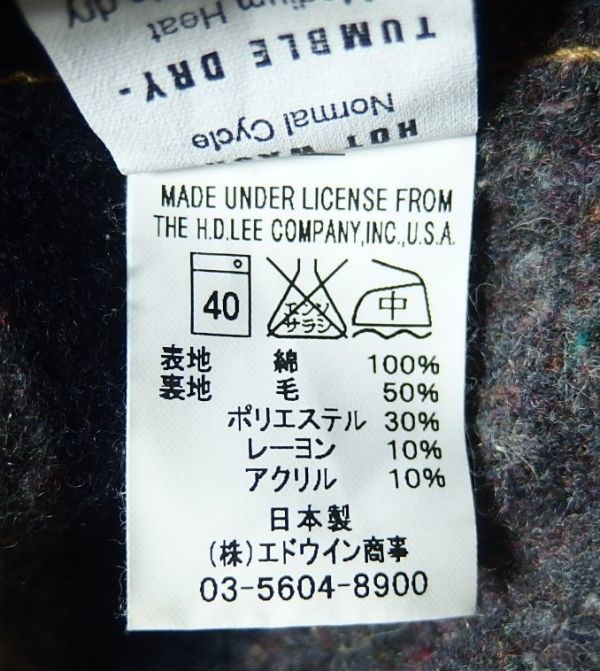 Medium Heat
TUMBLE DRY-
Normal Cycle
HOT
MADE UNDER LICENSE FROM
THE H.D.LEE COMPANY,INC.,U.S.A.
40 エンソサラシ 中
表地 綿 100%
裏地 毛 50%
ポリエステル 30%
レーヨン 10%
アクリル 10%
日本製
(株)エドウイン商事
03-5604-8900